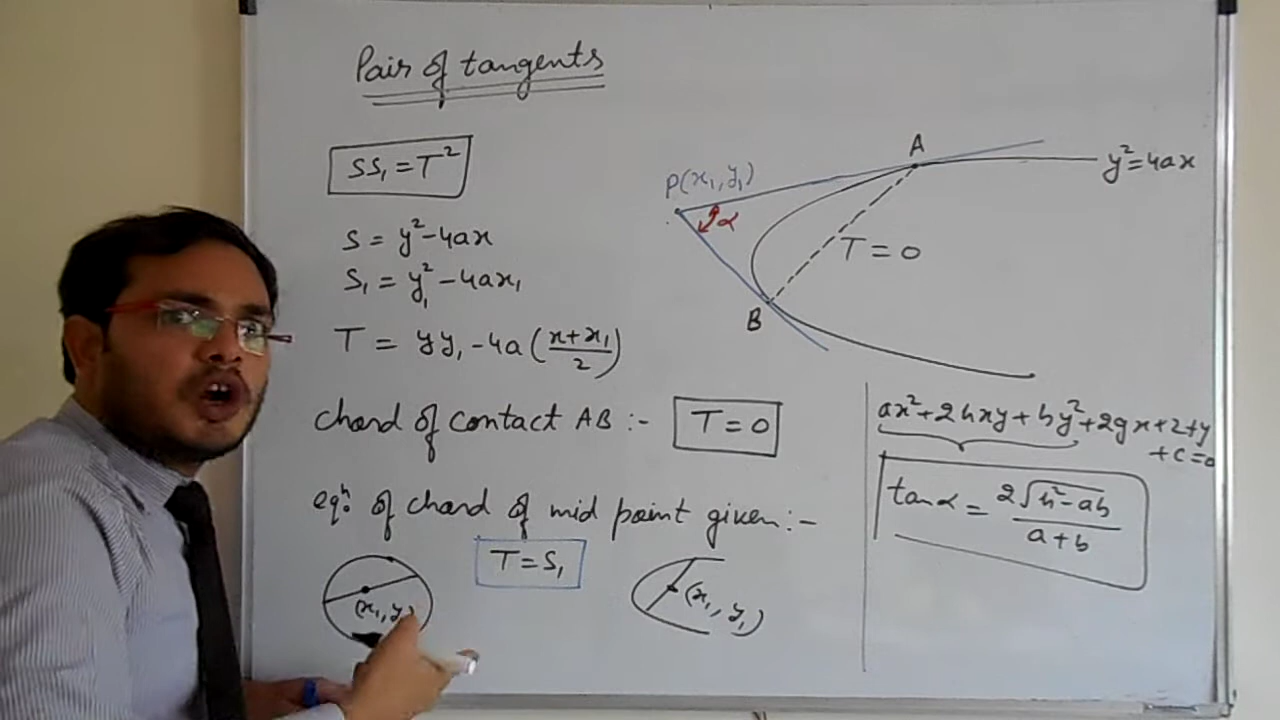 Pair of tangents
SS₁ = T²
S = y² - 4ax
S₁ = y₁² - 4ax₁
T = yy₁ - 4a(x+x₁/2)
chord of contact AB :- T = 0
eqⁿ of chord of mid point given :-
T = S₁
(x₁, y₁)
(x₁, y₁)
A
y² = 4ax
P(x₁, y₁)
α
T = 0
B
ax² + 2hxy + by² + 2gx + 2fy
+ c = 0
tan α = 2√h² - ab / a + b